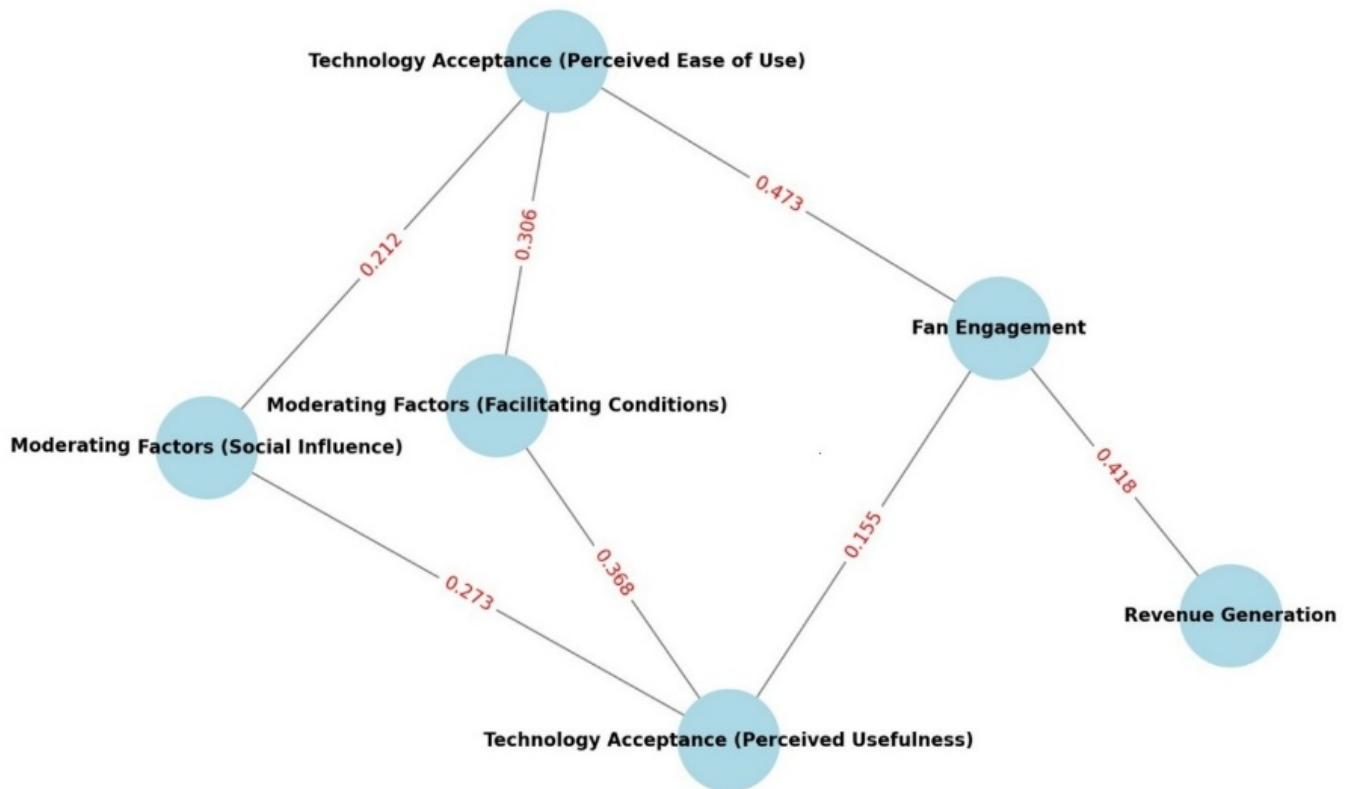 Technology Acceptance (Perceived Ease of Use)
0.473
0.212
0.306
Fan Engagement
Moderating Factors (Facilitating Conditions)
Moderating Factors (Social Influence)
0.418
0.155
0.368
0.273
Revenue Generation
Technology Acceptance (Perceived Usefulness)